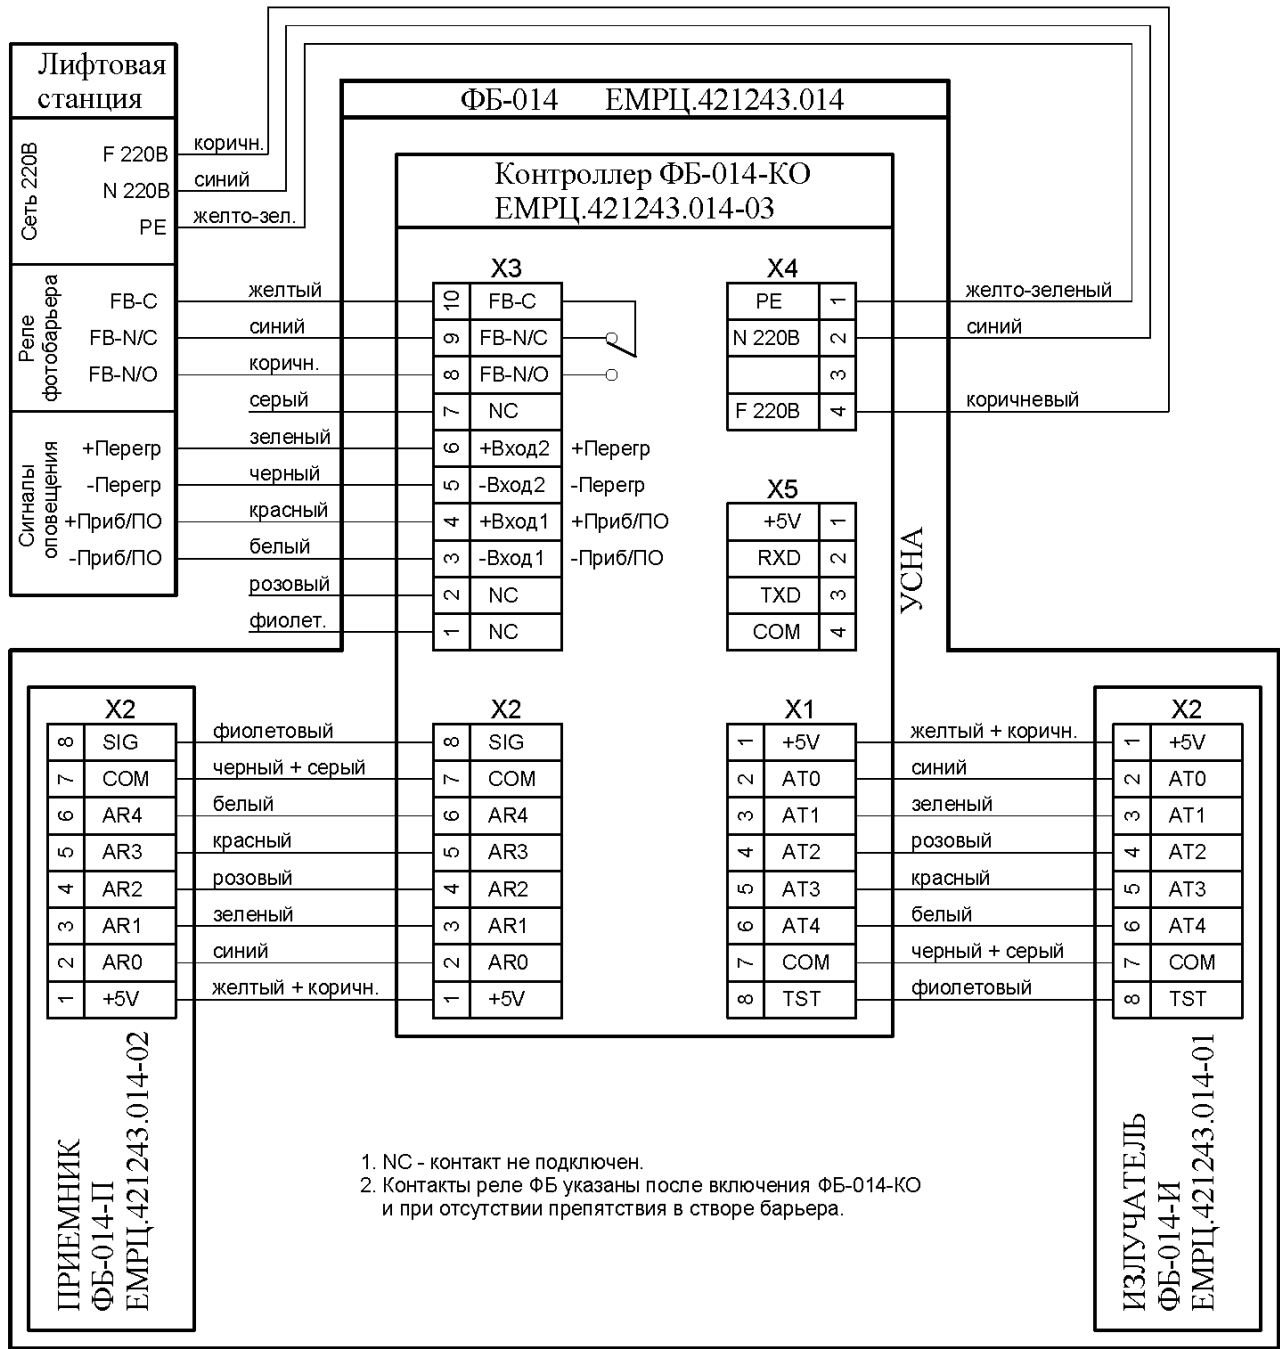 Лифтовая
станция
Сеть 220В
F 220В
N 220В
PE
коричн.
синий
желто-зел.
Реле
фотобарьера
FB-C
FB-N/C
FB-N/O
Сигналы
оповещения
+Перегр
-Перегр
+Приб/ПО
-Приб/ПО
ФБ-014 ЕМРЦ.421243.014
Контроллер ФБ-014-КО
ЕМРЦ.421243.014-03
X3
желтый 10 FB-C
синий 9 FB-N/C
коричн. 8 FB-N/O
серый 7 NC
зеленый 6 +Вход2 +Перегр
черный 5 -Вход2 -Перегр
красный 4 +Вход1 +Приб/ПО
белый 3 -Вход1 -Приб/ПО
розовый 2 NC
фиолет. 1 NC
X4
PE 1 желто-зеленый
N 220В 2 синий
3
F 220В 4 коричневый
X5
+5V 1
RXD 2
TXD 3
COM 4
УСНА
X2
8 SIG фиолетовый
7 COM черный + серый
6 AR4 белый
5 AR3 красный
4 AR2 розовый
3 AR1 зеленый
2 AR0 синий
1 +5V желтый + коричн.
ПРИЕМНИК
ФБ-014-П
ЕМРЦ.421243.014-02
X2
8 SIG
7 COM
6 AR4
5 AR3
4 AR2
3 AR1
2 AR0
1 +5V
X1
1 +5V желтый + коричн.
2 AT0 синий
3 AT1 зеленый
4 AT2 розовый
5 AT3 красный
6 AT4 белый
7 COM черный + серый
8 TST фиолетовый
X2
1 +5V
2 AT0
3 AT1
4 AT2
5 AT3
6 AT4
7 COM
8 TST
ИЗЛУЧАТЕЛЬ
ФБ-014-И
ЕМРЦ.421243.014-01
1. NC - контакт не подключен.
2. Контакты реле ФБ указаны после включения ФБ-014-КО
и при отсутствии препятствия в створе барьера.